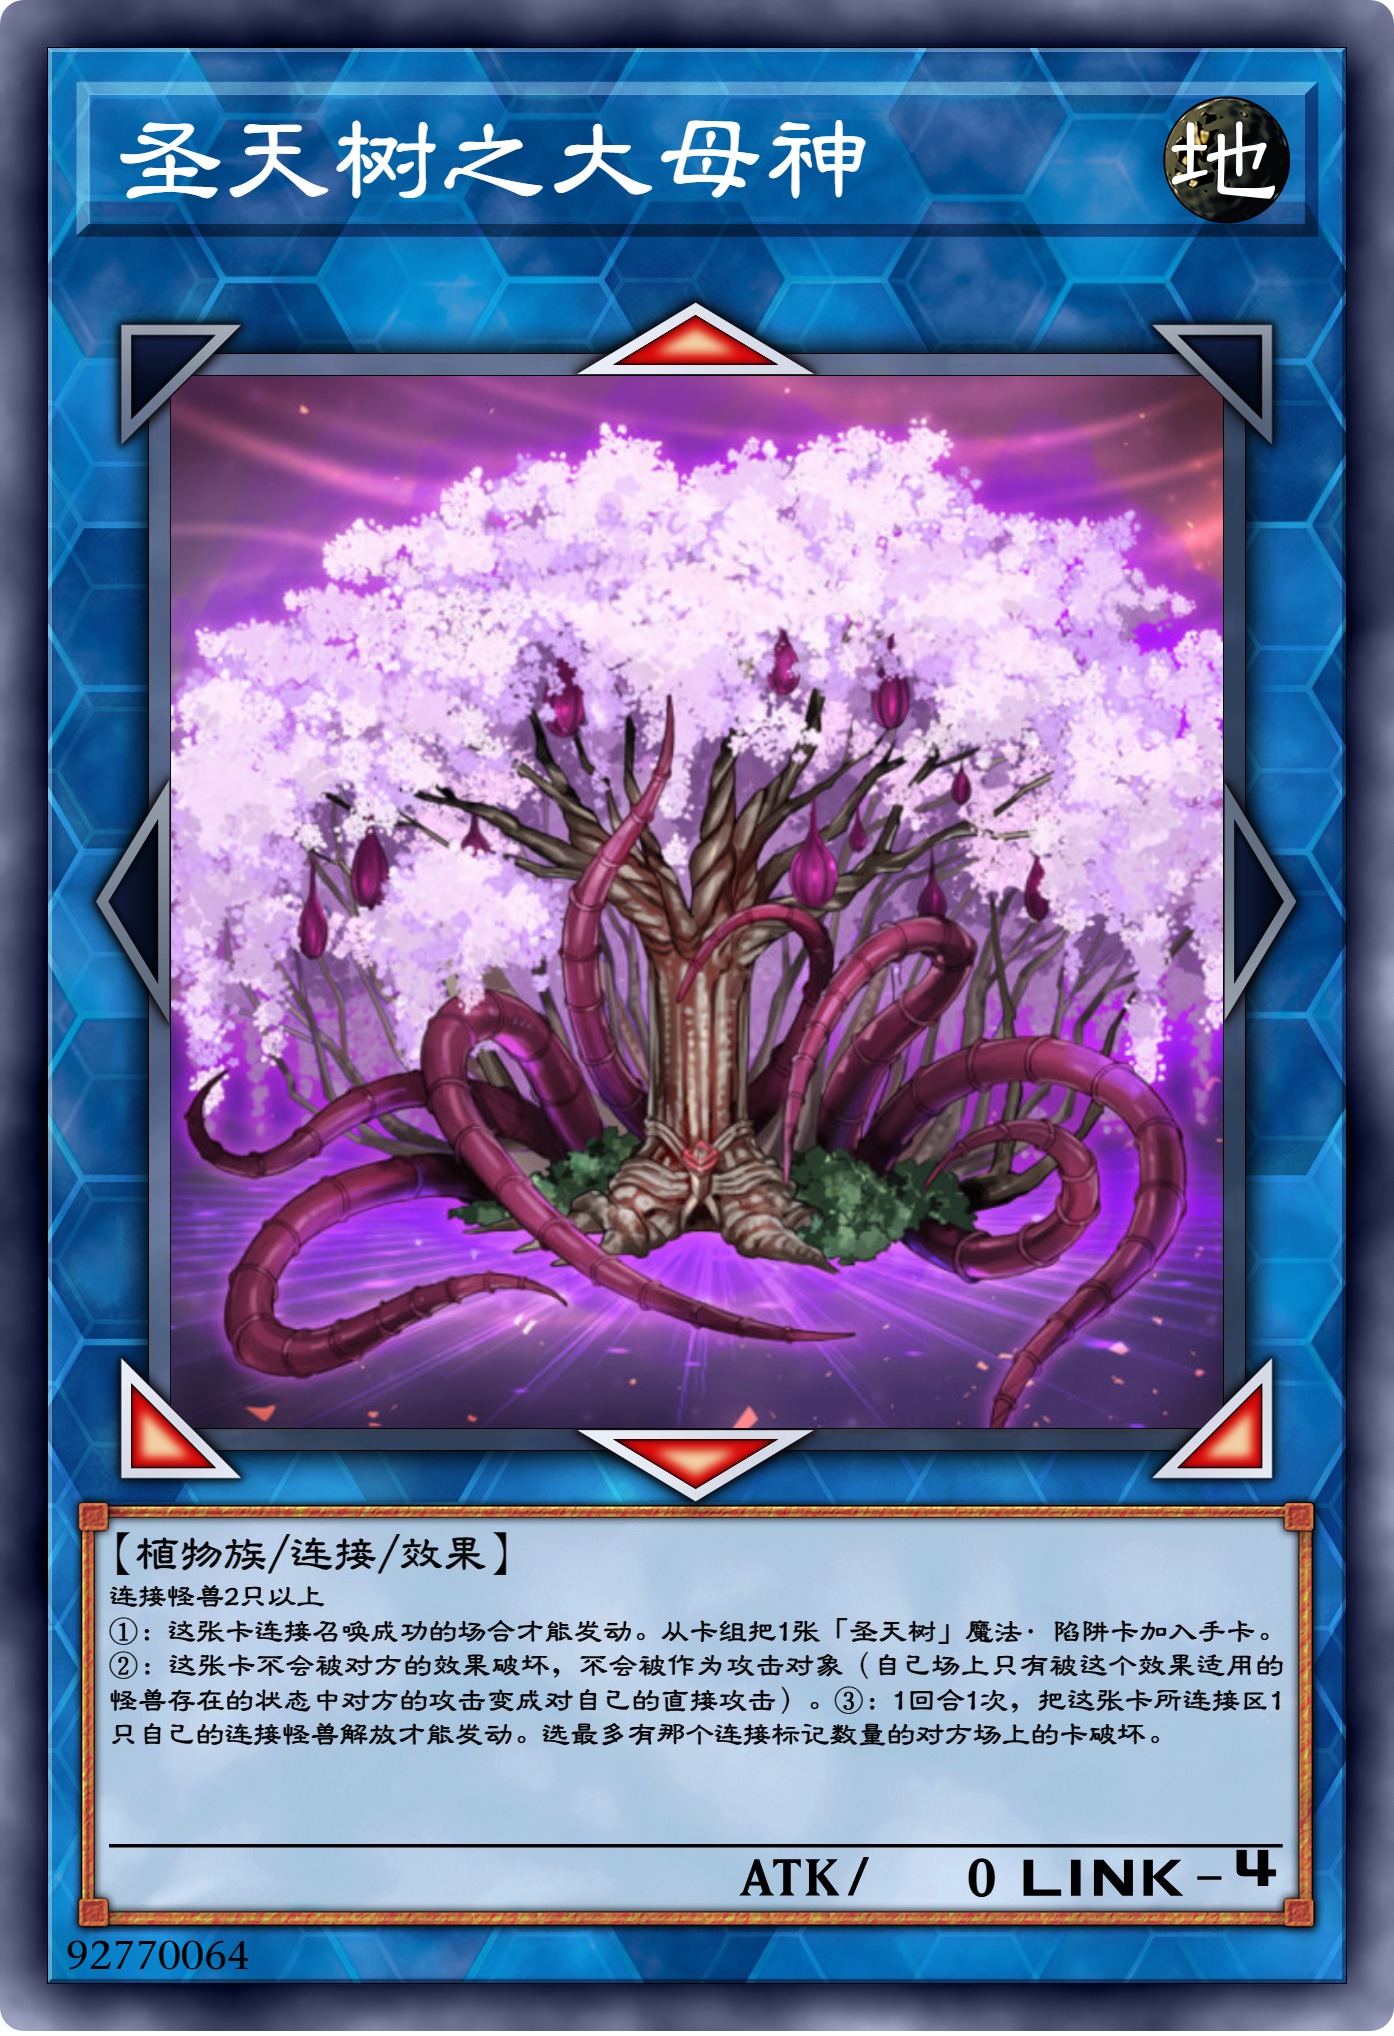 圣天树之大母神
地
【植物族/连接/效果】
连接怪兽2只以上
①：这张卡连接召唤成功的场合才能发动。从卡组把1张「圣天树」魔法·陷阱卡加入手卡。
②：这张卡不会被对方的效果破坏，不会被作为攻击对象（自己场上只有被这个效果适用的
怪兽存在的状态中对方的攻击变成对自己的直接攻击）。③：1回合1次，把这张卡所连接区1
只自己的连接怪兽解放才能发动。选最多有那个连接标记数量的对方场上的卡破坏。
ATK/ 0 LINK-4
92770064